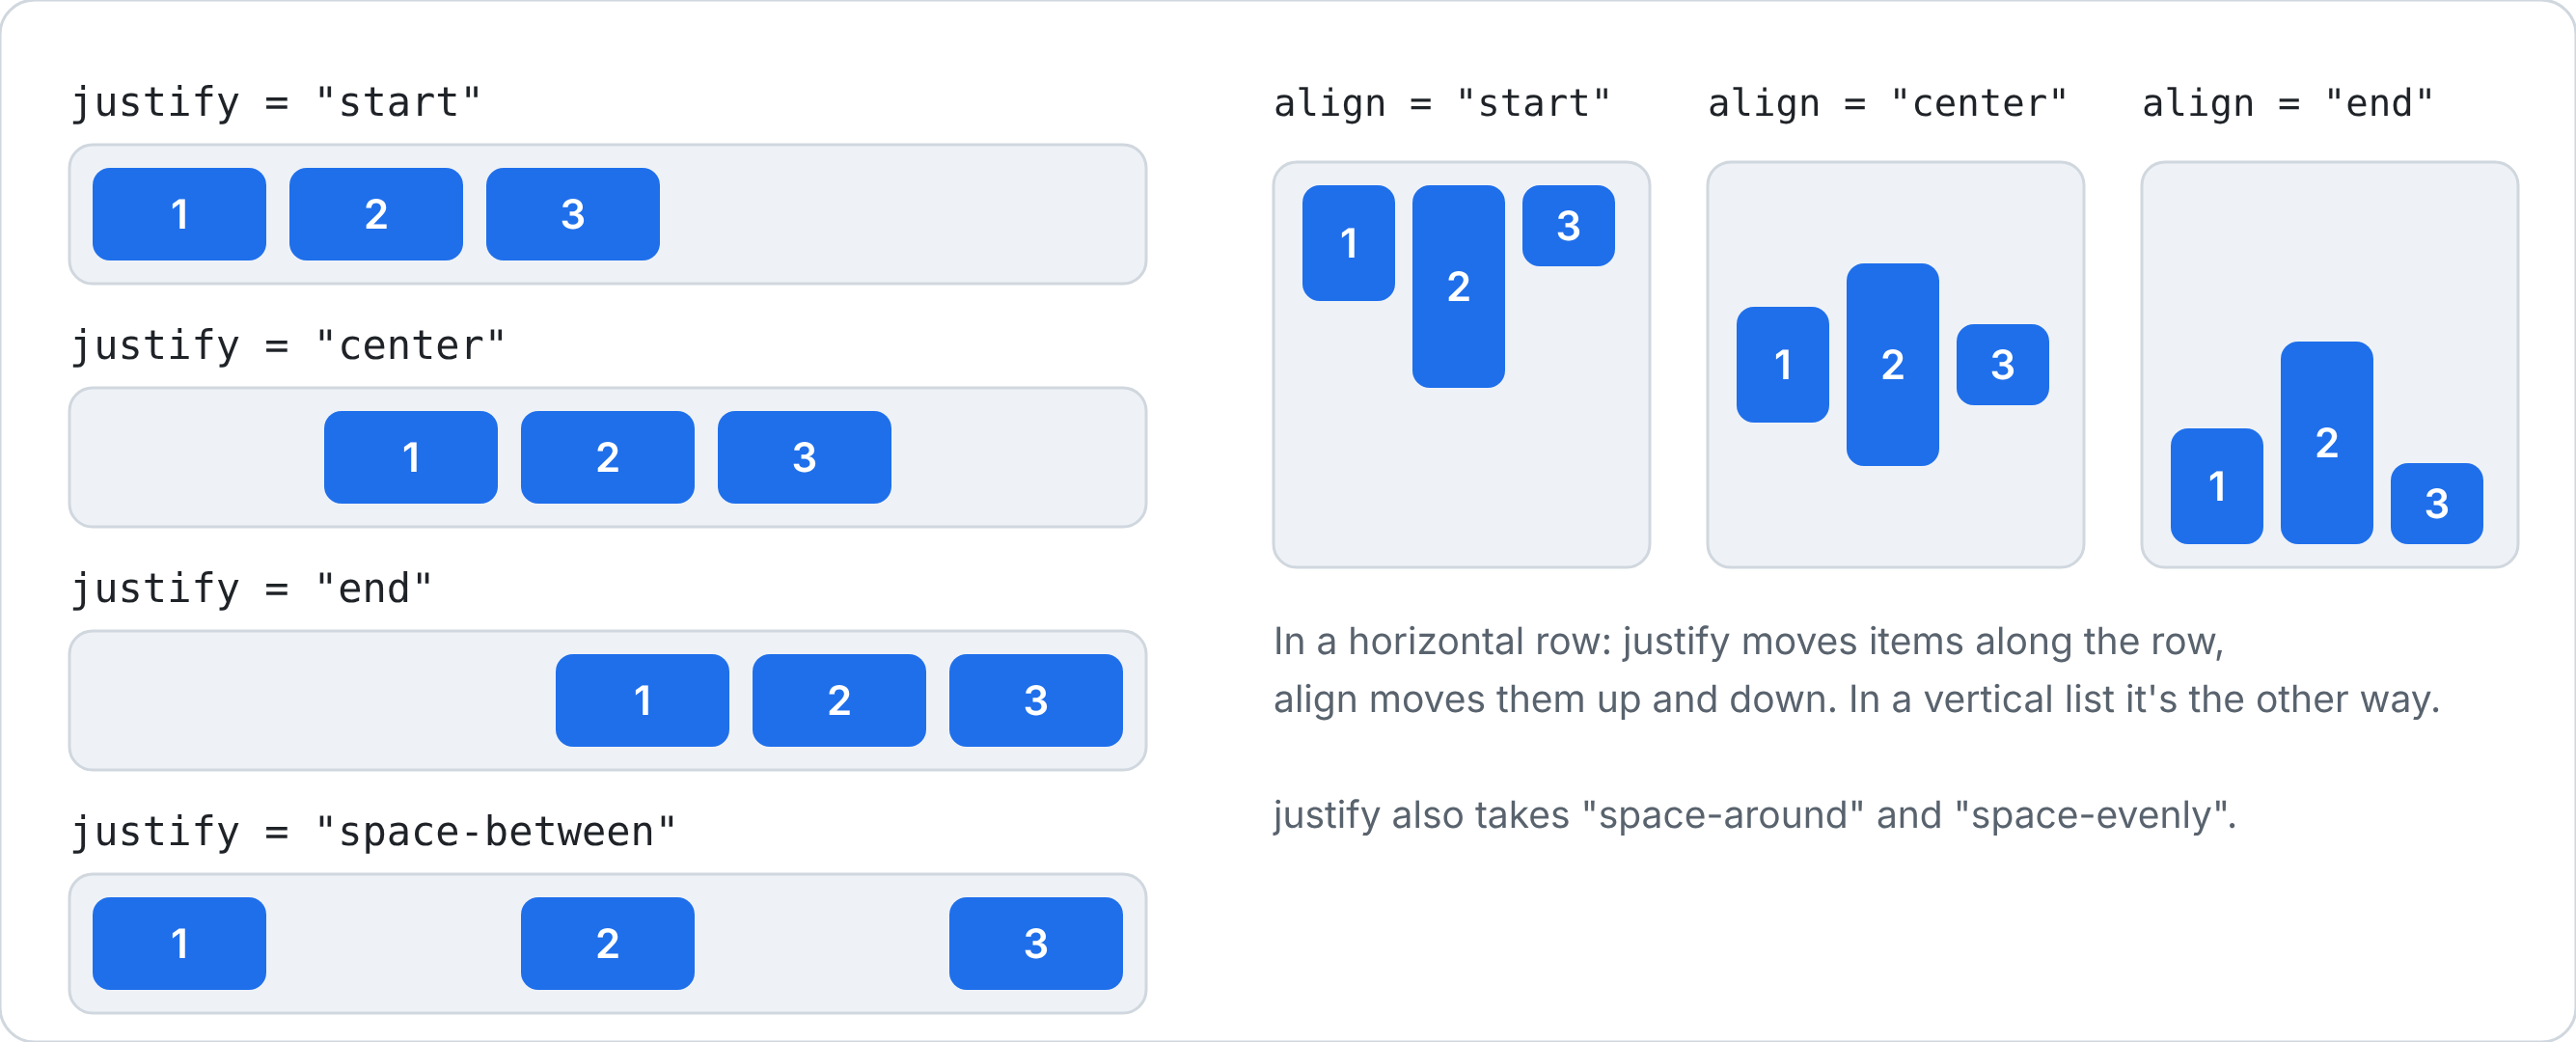 justify = "start"
1 2 3
justify = "center"
1 2 3
justify = "end"
1 2 3
justify = "space-between"
1 2 3
align = "start"
1 2 3
align = "center"
1 2 3
align = "end"
1 2 3
In a horizontal row: justify moves items along the row,
align moves them up and down. In a vertical list it's the other way.
justify also takes "space-around" and "space-evenly".